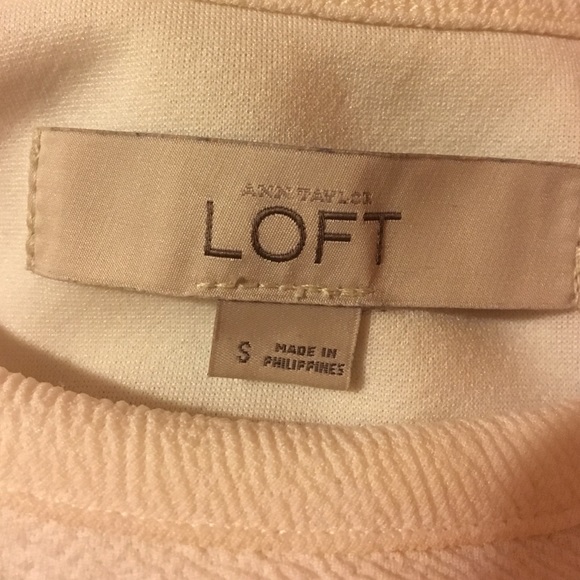 ANN TAYLOR
LOFT
S
MADE IN
PHILIPPINES